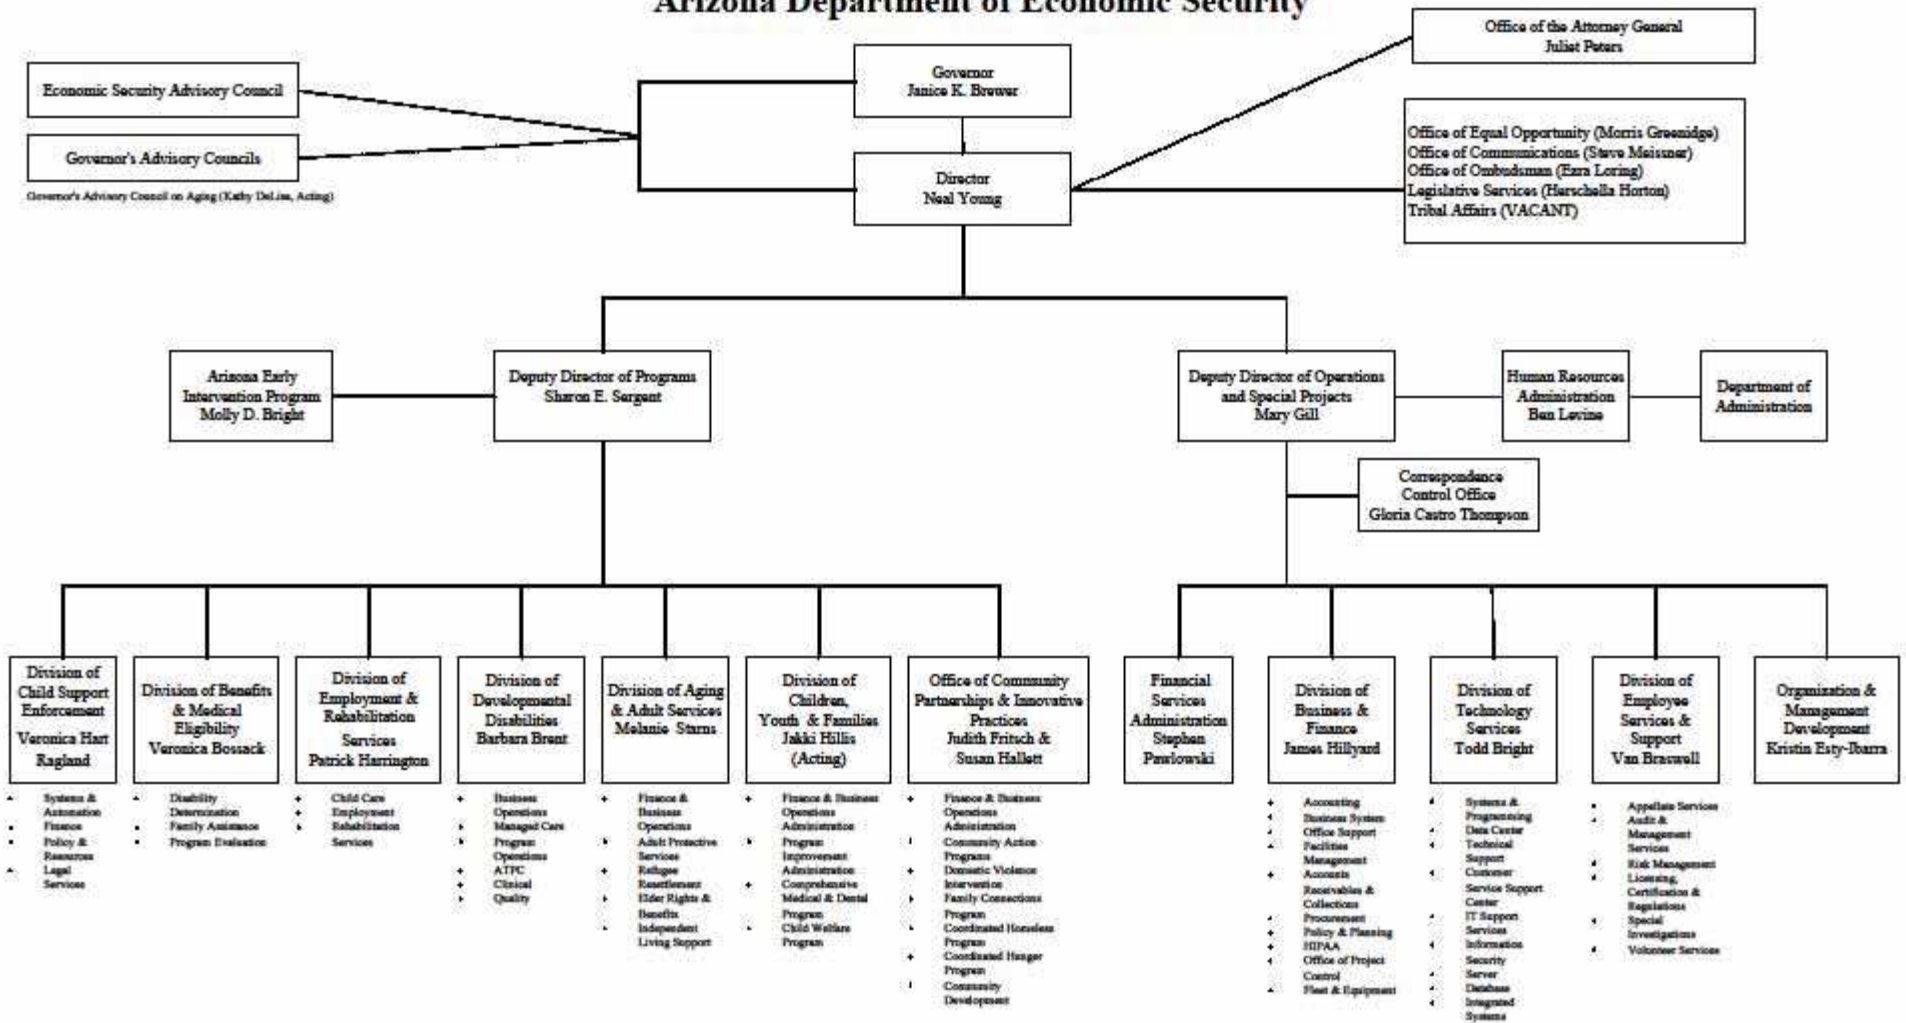 Arizona Department of Economic Security
Office of the Attorney General
Juliet Peters
Governor
Janice K. Brewer
Economic Security Advisory Council
Governor's Advisory Councils
Governor's Advisory Council on Aging (Kathy DeLise, Acting)
Director
Neal Young
Office of Equal Opportunity (Morris Greenidge)
Office of Communications (Steve Meissner)
Office of Ombudsman (Ezra Loring)
Legislative Services (Herschella Horton)
Tribal Affairs (VACANT)
Arizona Early
Intervention Program
Molly D. Bright
Deputy Director of Programs
Sharon E. Sergent
Deputy Director of Operations
and Special Projects
Mary Gill
Human Resources
Administration
Ben Levine
Department of
Administration
Correspondence
Control Office
Gloria Castro Thompson
Division of
Child Support
Enforcement
Veronica Hart
Ragland
Systems &
Automation
Finance
Policy &
Resources
Legal
Services
Division of Benefits
& Medical
Eligibility
Veronica Bossack
Disability
Determination
Family Assistance
Program Evaluation
Division of
Employment &
Rehabilitation
Services
Patrick Harrington
Child Care
Employment
Rehabilitation
Services
Division of
Developmental
Disabilities
Barbara Brent
Business
Operations
Managed Care
Program
Operations
ATPC
Clinical
Quality
Division of Aging
& Adult Services
Melanie Starns
Finance &
Business
Operations
Adult Protective
Services
Refugee
Resettlement
Elder Rights &
Benefits
Independent
Living Support
Division of
Children,
Youth & Families
Jakki Hillis
(Acting)
Finance & Business
Operations
Administration
Program
Improvement
Administration
Comprehensive
Medical & Dental
Program
Child Welfare
Program
Office of Community
Partnerships & Innovative
Practices
Judith Fritsch &
Susan Hallett
Finance & Business
Operations
Administration
Community Action
Programs
Domestic Violence
Intervention
Family Connections
Program
Coordinated Homeless
Program
Coordinated Hunger
Program
Community
Development
Financial
Services
Administration
Stephen
Pawlowski
Division of
Business &
Finance
James Hillyard
Accounting
Business System
Office Support
Facilities
Management
Accounts
Receivables &
Collections
Procurement
Policy & Planning
HIPAA
Office of Project
Control
Fleet & Equipment
Division of
Technology
Services
Todd Bright
Systems &
Programming
Data Center
Technical
Support
Customer
Service Support
Center
IT Support
Services
Information
Security
Server
Database
Integrated
Systems
Division of
Employee
Services &
Support
Van Braswell
Appellate Services
Audit &
Management
Services
Risk Management
Licensing,
Certification &
Regulations
Special
Investigations
Volunteer Services
Organization &
Management
Development
Kristin Esty-Ibarra